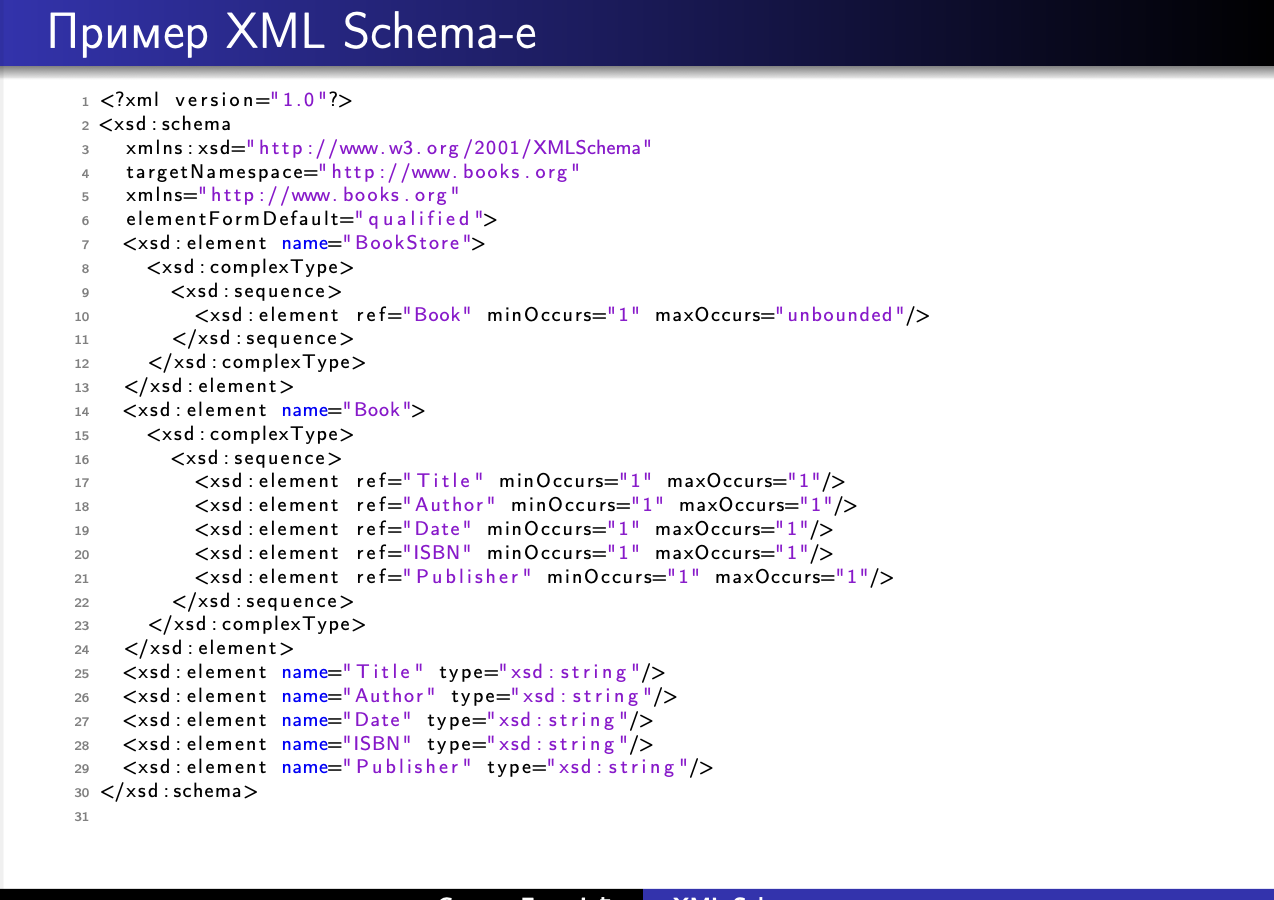 Пример XML Schema-е
1 <?xml version="1.0"?>
2 <xsd:schema
3 xmlns:xsd="http://www.w3.org/2001/XMLSchema"
4 targetNamespace="http://www.books.org"
5 xmlns="http://www.books.org"
6 elementFormDefault="qualified">
7 <xsd:element name="BookStore">
8 <xsd:complexType>
9 <xsd:sequence>
10 <xsd:element ref="Book" minOccurs="1" maxOccurs="unbounded"/>
11 </xsd:sequence>
12 </xsd:complexType>
13 </xsd:element>
14 <xsd:element name="Book">
15 <xsd:complexType>
16 <xsd:sequence>
17 <xsd:element ref="Title" minOccurs="1" maxOccurs="1"/>
18 <xsd:element ref="Author" minOccurs="1" maxOccurs="1"/>
19 <xsd:element ref="Date" minOccurs="1" maxOccurs="1"/>
20 <xsd:element ref="ISBN" minOccurs="1" maxOccurs="1"/>
21 <xsd:element ref="Publisher" minOccurs="1" maxOccurs="1"/>
22 </xsd:sequence>
23 </xsd:complexType>
24 </xsd:element>
25 <xsd:element name="Title" type="xsd:string"/>
26 <xsd:element name="Author" type="xsd:string"/>
27 <xsd:element name="Date" type="xsd:string"/>
28 <xsd:element name="ISBN" type="xsd:string"/>
29 <xsd:element name="Publisher" type="xsd:string"/>
30 </xsd:schema>
31